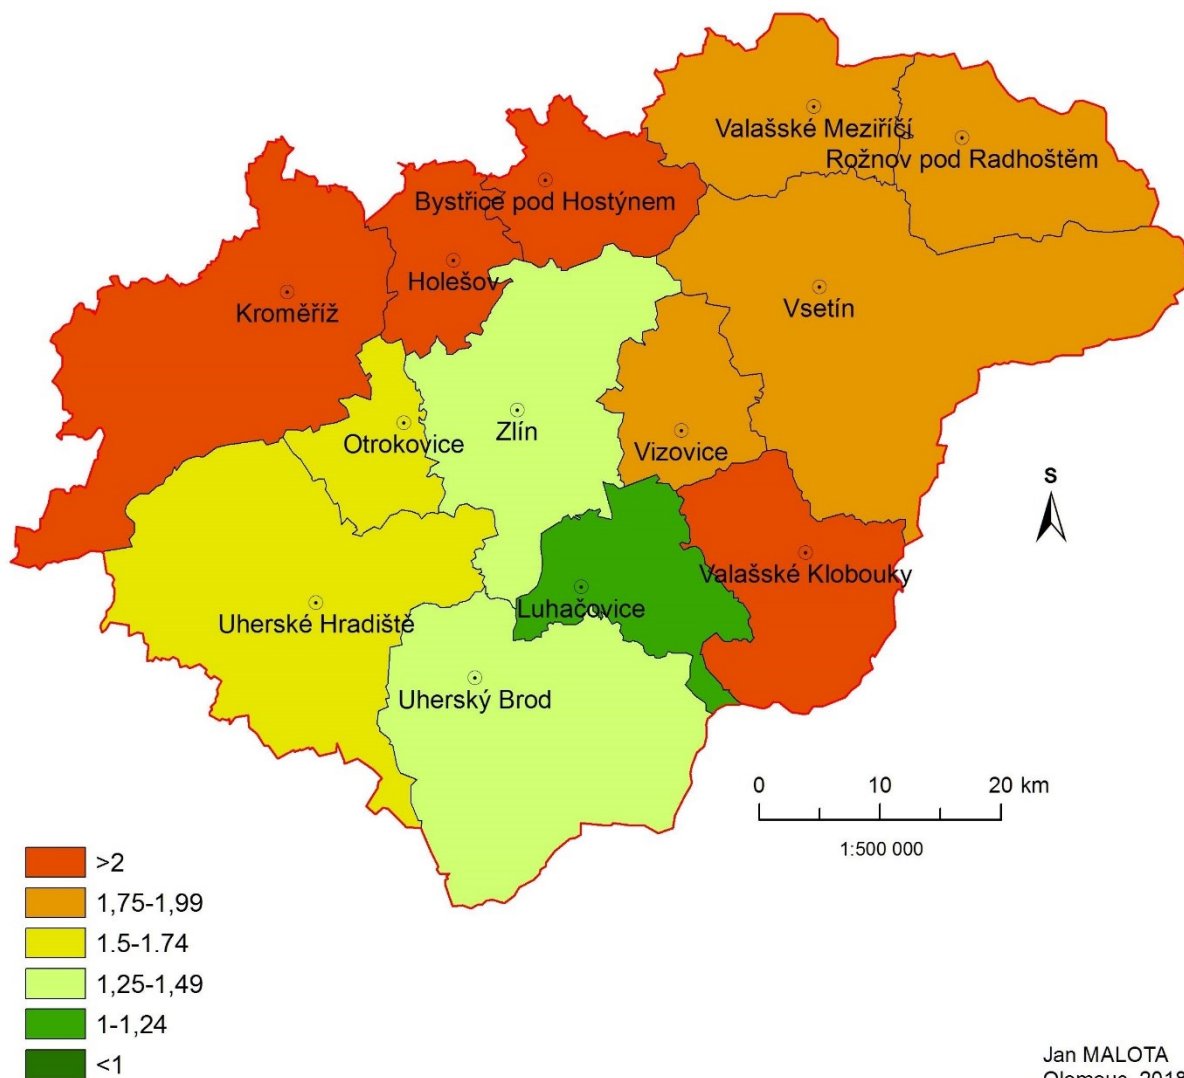 Valašské Meziříčí
Rožnov pod Radhoštěm
Bystřice pod Hostýnem
Holešov
Kroměříž
Vsetín
Zlín
Otrokovice
Vizovice
S
Valašské Klobouky
Luhačovice
Uherské Hradiště
Uherský Brod
0 10 20 km
1:500 000
>2
1,75-1,99
1.5-1.74
1,25-1,49
1-1,24
<1
Jan MALOTA
Olomouc, 2018